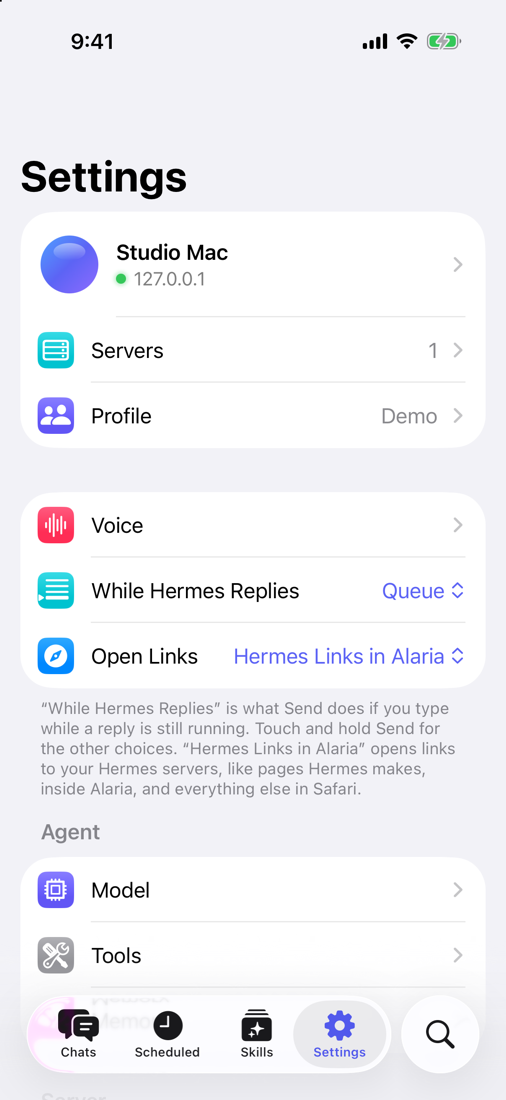 9:41
Settings
Studio Mac
127.0.0.1
Servers
1
Profile
Demo
Voice
While Hermes Replies
Queue
Open Links
Hermes Links in Alaria
“While Hermes Replies” is what Send does if you type
while a reply is still running. Touch and hold Send for
the other choices. “Hermes Links in Alaria” opens links
to your Hermes servers, like pages Hermes makes,
inside Alaria, and everything else in Safari.
Agent
Model
Tools
Chats
Scheduled
Skills
Settings
Server